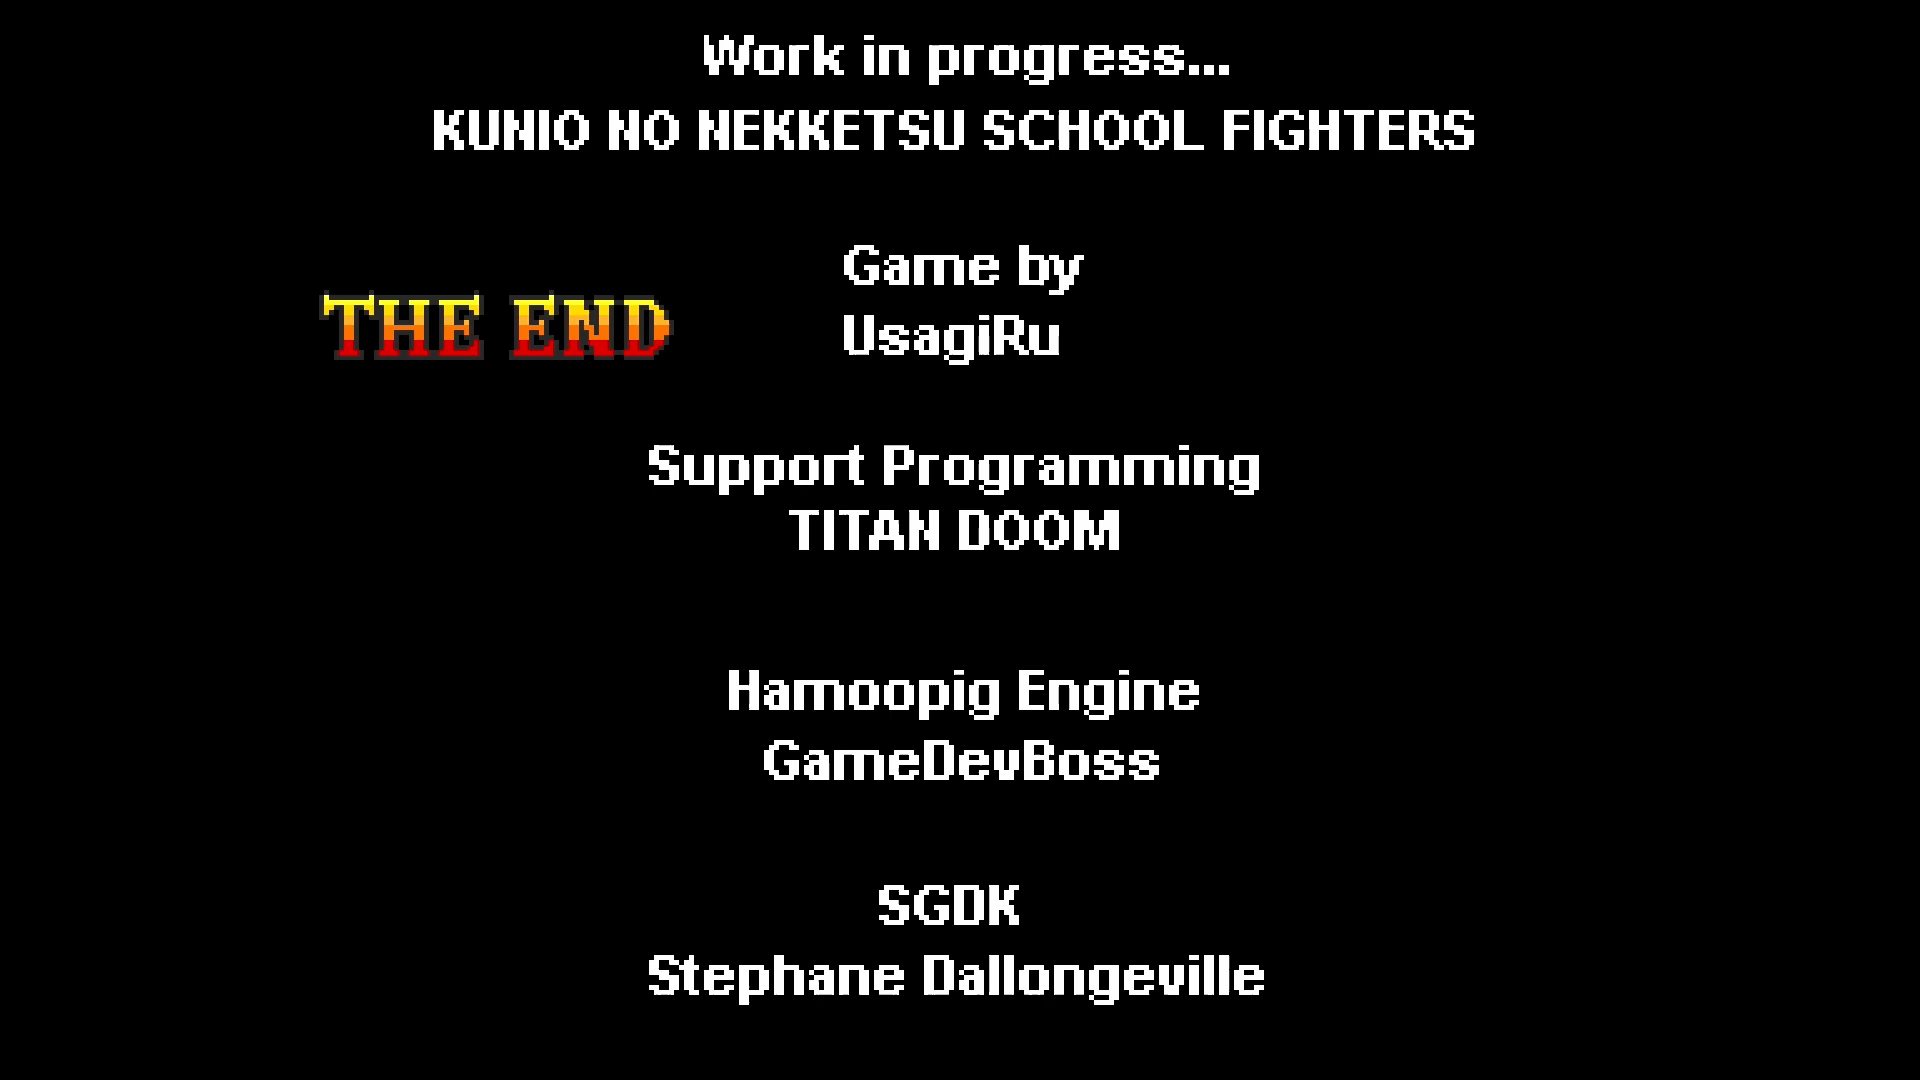 Work in progress...
KUNIO NO NEKKETSU SCHOOL FIGHTERS
Game by
THE END
UsagiRu
Support Programming
TITAN DOOM
Hamoopig Engine
GameDevBoss
SGDK
Stephane Dallongeville